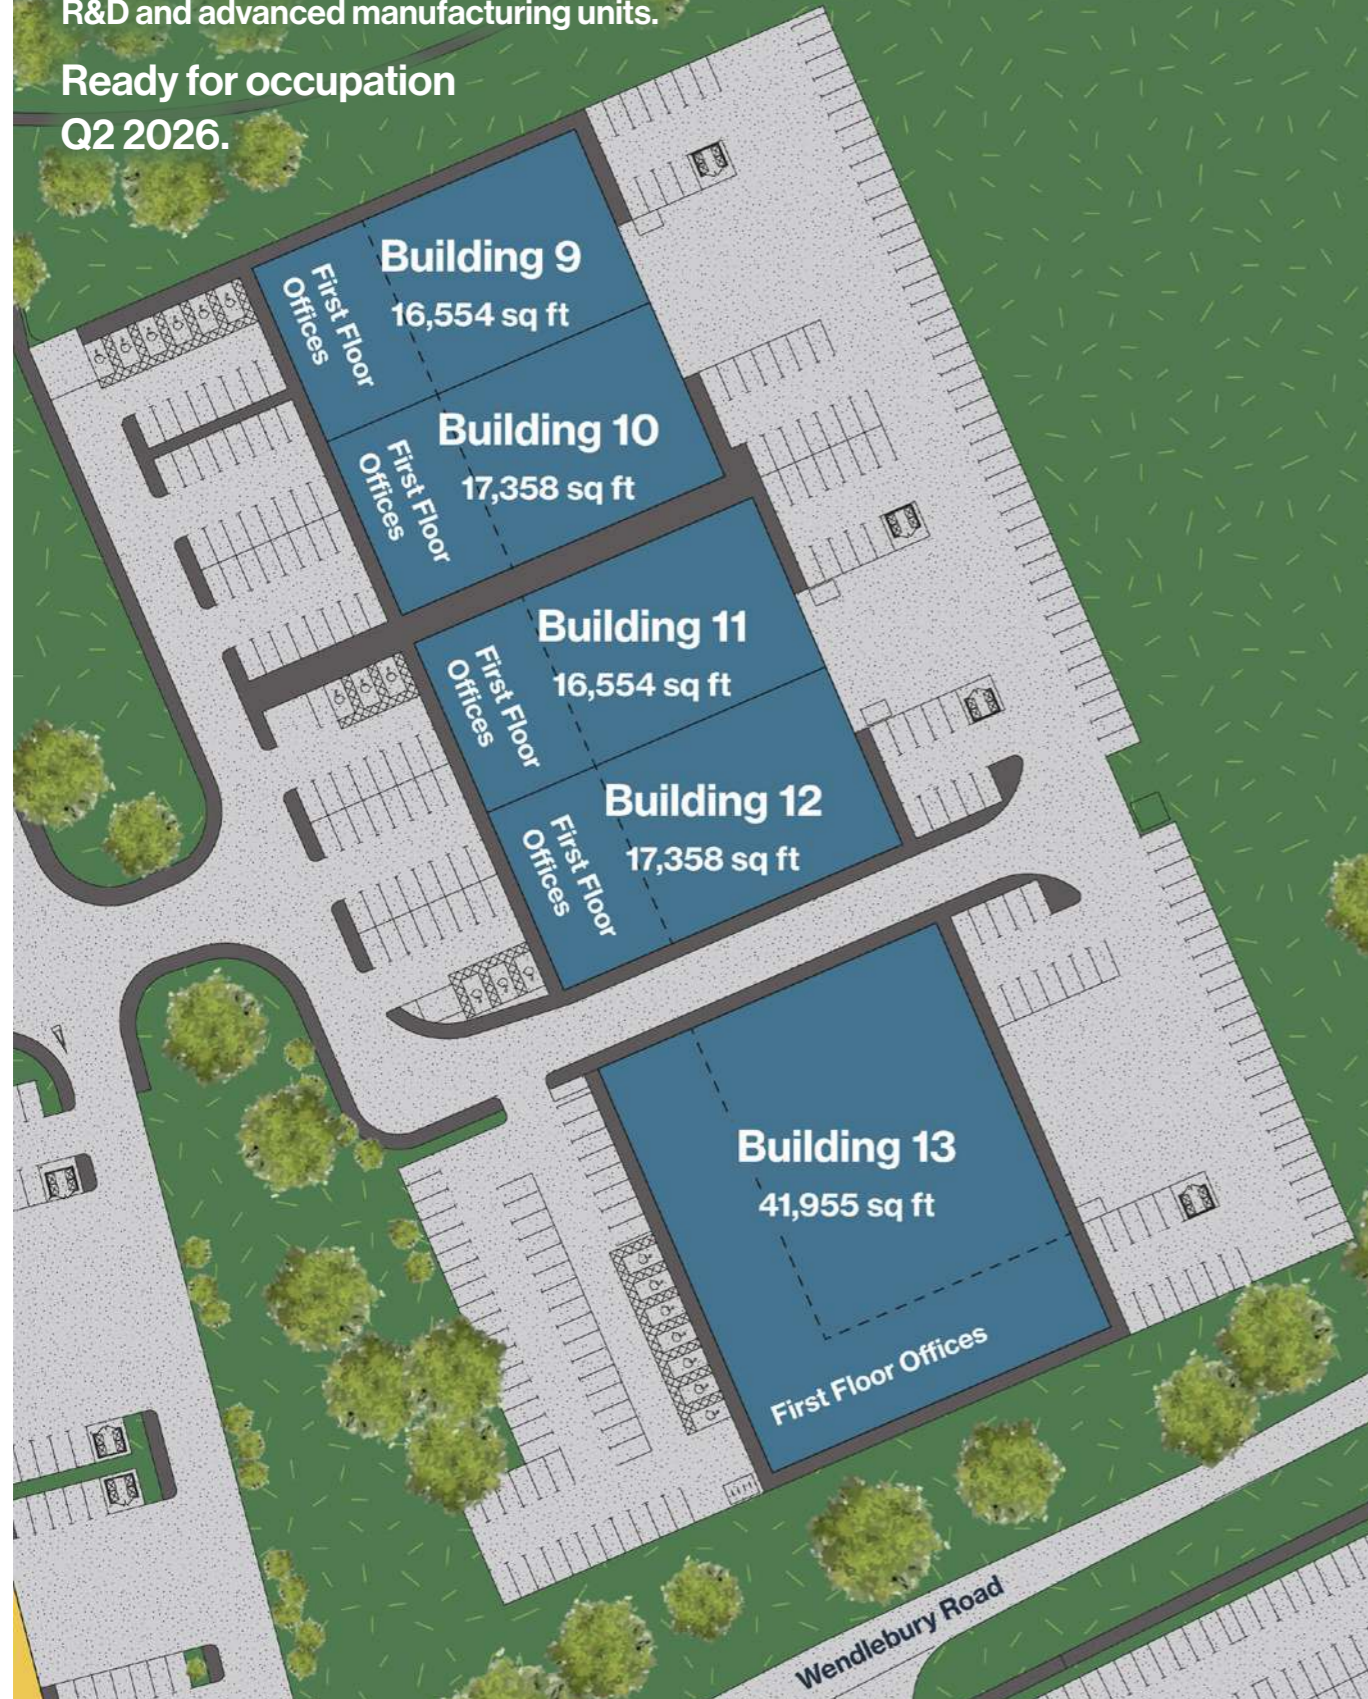 R&D and advanced manufacturing units.
Ready for occupation
Q2 2026.
Building 9
16,554 sq ft
First Floor
Offices
Building 10
17,358 sq ft
First Floor
Offices
Building 11
16,554 sq ft
First Floor
Offices
Building 12
17,358 sq ft
First Floor
Offices
Building 13
41,955 sq ft
First Floor Offices
Wendlebury Road